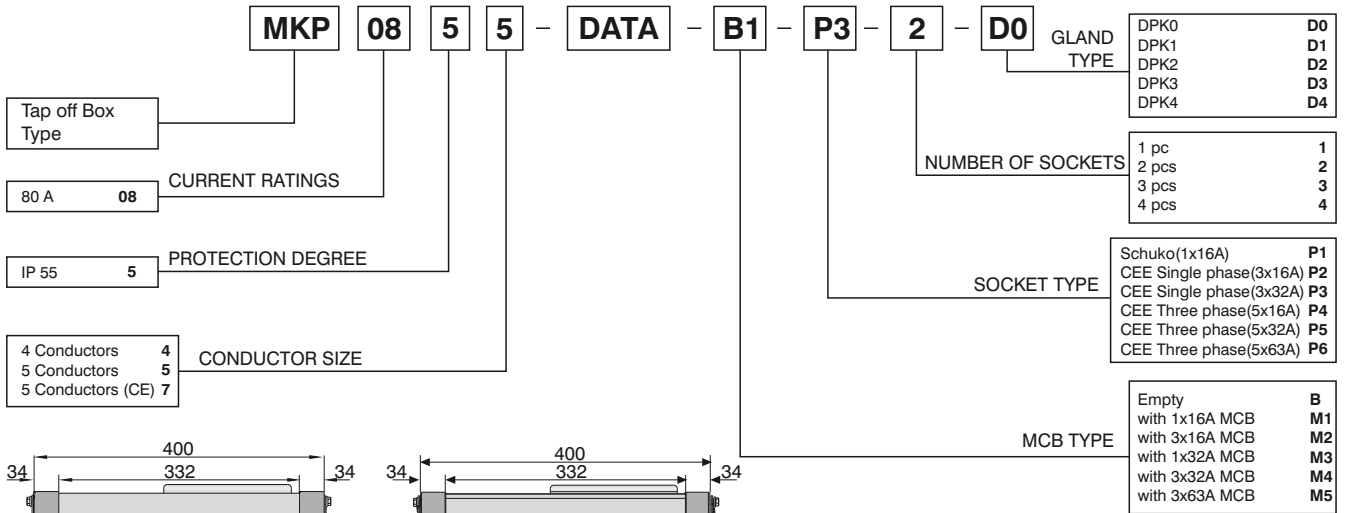 MKP 08 5 5 – DATA – B1 – P3 – 2 – D0
GLAND TYPE
DPK0 D0
DPK1 D1
DPK2 D2
DPK3 D3
DPK4 D4
Tap off Box
Type
NUMBER OF SOCKETS
1 pc 1
2 pcs 2
3 pcs 3
4 pcs 4
CURRENT RATINGS
80 A 08
PROTECTION DEGREE
IP 55 5
SOCKET TYPE
Schuko(1x16A) P1
CEE Single phase(3x16A) P2
CEE Single phase(3x32A) P3
CEE Three phase(5x16A) P4
CEE Three phase(5x32A) P5
CEE Three phase(5x63A) P6
CONDUCTOR SIZE
4 Conductors 4
5 Conductors 5
5 Conductors (CE) 7
MCB TYPE
Empty B
with 1x16A MCB M1
with 3x16A MCB M2
with 1x32A MCB M3
with 3x32A MCB M4
with 3x63A MCB M5
400
34 332 34
400
34 332 34